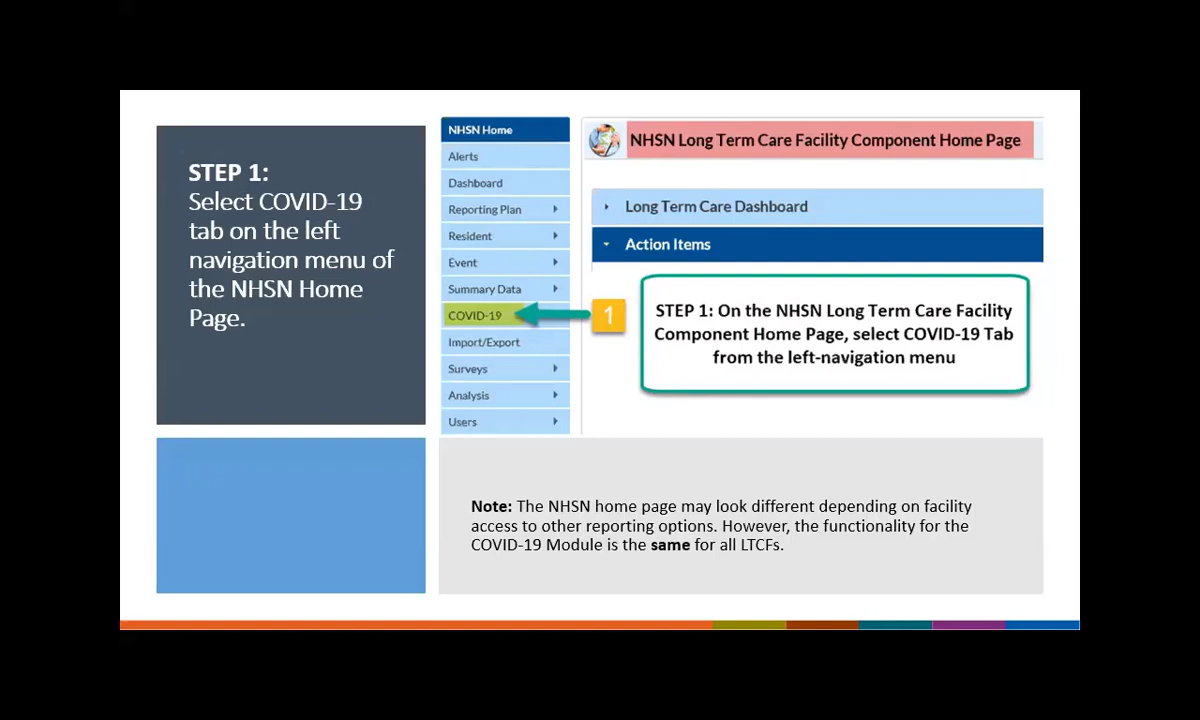 STEP 1:
Select COVID-19
tab on the left
navigation menu of
the NHSN Home
Page.
NHSN Home
Alerts
Dashboard
Reporting Plan
Resident
Event
Summary Data
COVID-19
Import/Export
Surveys
Analysis
Users
NHSN Long Term Care Facility Component Home Page
Long Term Care Dashboard
Action Items
1
STEP 1: On the NHSN Long Term Care Facility
Component Home Page, select COVID-19 Tab
from the left-navigation menu
Note: The NHSN home page may look different depending on facility
access to other reporting options. However, the functionality for the
COVID-19 Module is the same for all LTCFs.